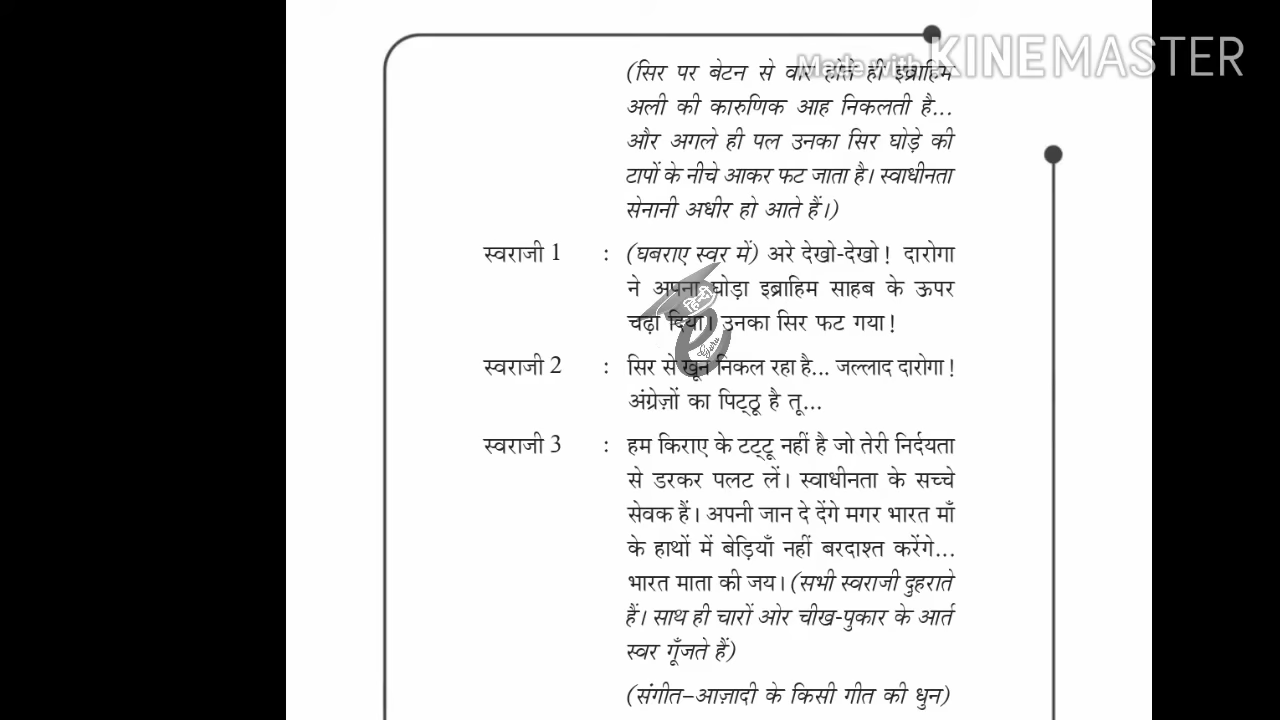 Made with KINEMASTER
(सिर पर बेटन से वार होते ही इब्राहिम
अली की कारुणिक आह निकलती है...
और अगले ही पल उनका सिर घोड़े की
टापों के नीचे आकर फट जाता है। स्वाधीनता
सेनानी अधीर हो आते हैं।)
स्वराजी 1 : (घबराए स्वर में) अरे देखो-देखो! दारोगा
ने अपना घोड़ा इब्राहिम साहब के ऊपर
चढ़ा दिया। उनका सिर फट गया!
स्वराजी 2 : सिर से खून निकल रहा है... जल्लाद दारोगा!
अंग्रेज़ों का पिट्ठू है तू...
स्वराजी 3 : हम किराए के टट्टू नहीं है जो तेरी निर्दयता
से डरकर पलट लें। स्वाधीनता के सच्चे
सेवक हैं। अपनी जान दे देंगे मगर भारत माँ
के हाथों में बेड़ियाँ नहीं बरदाश्त करेंगे...
भारत माता की जय। (सभी स्वराजी दुहराते
हैं। साथ ही चारों ओर चीख-पुकार के आर्त
स्वर गूँजते हैं)
(संगीत–आज़ादी के किसी गीत की धुन)
हिन्दी
e
Guru